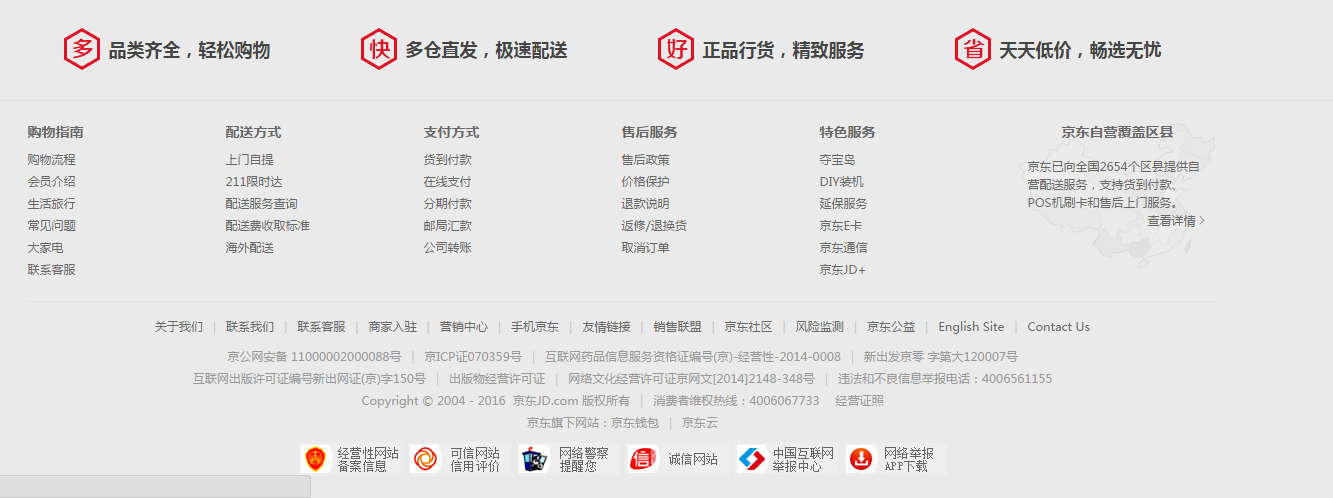 多 品类齐全，轻松购物 快 多仓直发，极速配送 好 正品行货，精致服务 省 天天低价，畅选无忧
购物指南
购物流程
会员介绍
生活旅行
常见问题
大家电
联系客服
配送方式
上门自提
211限时达
配送服务查询
配送费收取标准
海外配送
支付方式
货到付款
在线支付
分期付款
邮局汇款
公司转账
售后服务
售后政策
价格保护
退款说明
返修/退换货
取消订单
特色服务
夺宝岛
DIY装机
延保服务
京东E卡
京东通信
京东JD+
京东自营覆盖区县
京东已向全国2654个区县提供自
营配送服务，支持货到付款、
POS机刷卡和售后上门服务。
查看详情 >
关于我们 | 联系我们 | 联系客服 | 商家入驻 | 营销中心 | 手机京东 | 友情链接 | 销售联盟 | 京东社区 | 风险监测 | 京东公益 | English Site | Contact Us
京公网安备 11000002000088号 | 京ICP证070359号 | 互联网药品信息服务资格证编号(京)-经营性-2014-0008 | 新出发京零 字第大120007号
互联网出版许可证编号新出网证(京)字150号 | 出版物经营许可证 | 网络文化经营许可证京网文[2014]2148-348号 | 违法和不良信息举报电话：4006561155
Copyright © 2004 - 2016 京东JD.com 版权所有 | 消费者维权热线：4006067733 经营证照
京东旗下网站：京东钱包 | 京东云
经营性网站
备案信息
可信网站
信用评价
网络警察
提醒您
信 诚信网站
中国互联网
举报中心
网络举报
APP下载